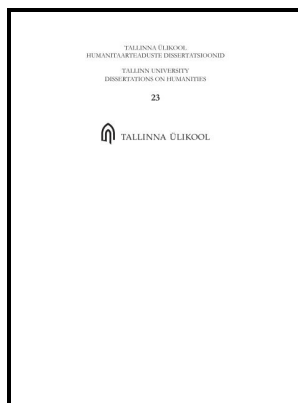 TALLINNA ÜLIKOOL
HUMANITAARTEADUSTE DISSERTATSIOONID
TALLINN UNIVERSITY
DISSERTATIONS ON HUMANITIES
23
TALLINNA ÜLIKOOL